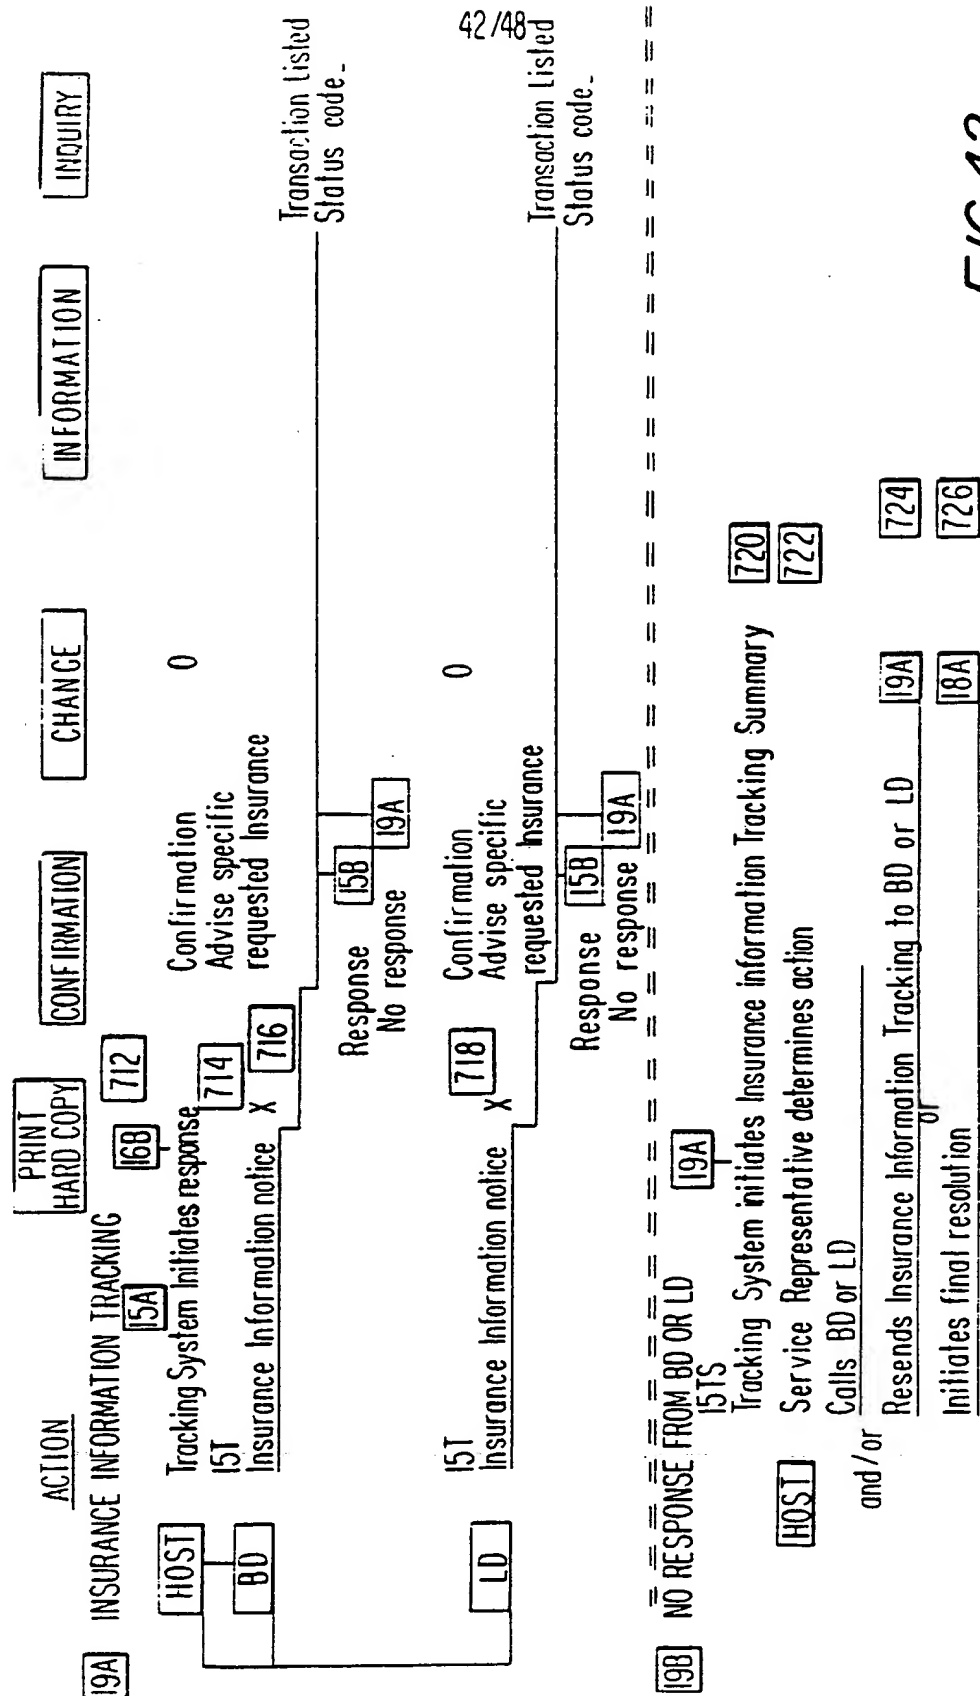 42/48
ACTION
PRINT
HARD COPY
CONFIRMATION
CHANGE
INFORMATION
INQUIRY
19A INSURANCE INFORMATION TRACKING
15A
16B
712
HOST
Tracking System Initiates response
714
15T
BD
Insurance Information notice X
716
Confirmation
Advise specific
requested Insurance
O
Transaction Listed
Status code_
Response 15B
No response 19A
LD
15T
Insurance Information notice X
718
Confirmation
Advise specific
requested Insurance
O
Transaction Listed
Status code_
Response 15B
No response 19A
19B NO RESPONSE FROM BD OR LD
19A
15TS
Tracking System initiates Insurance information Tracking Summary 720
HOST
Service Representative determines action 722
Calls BD or LD
and/or
Resends Insurance Information Tracking to BD or LD 19A 724
or
Initiates final resolution 18A 726